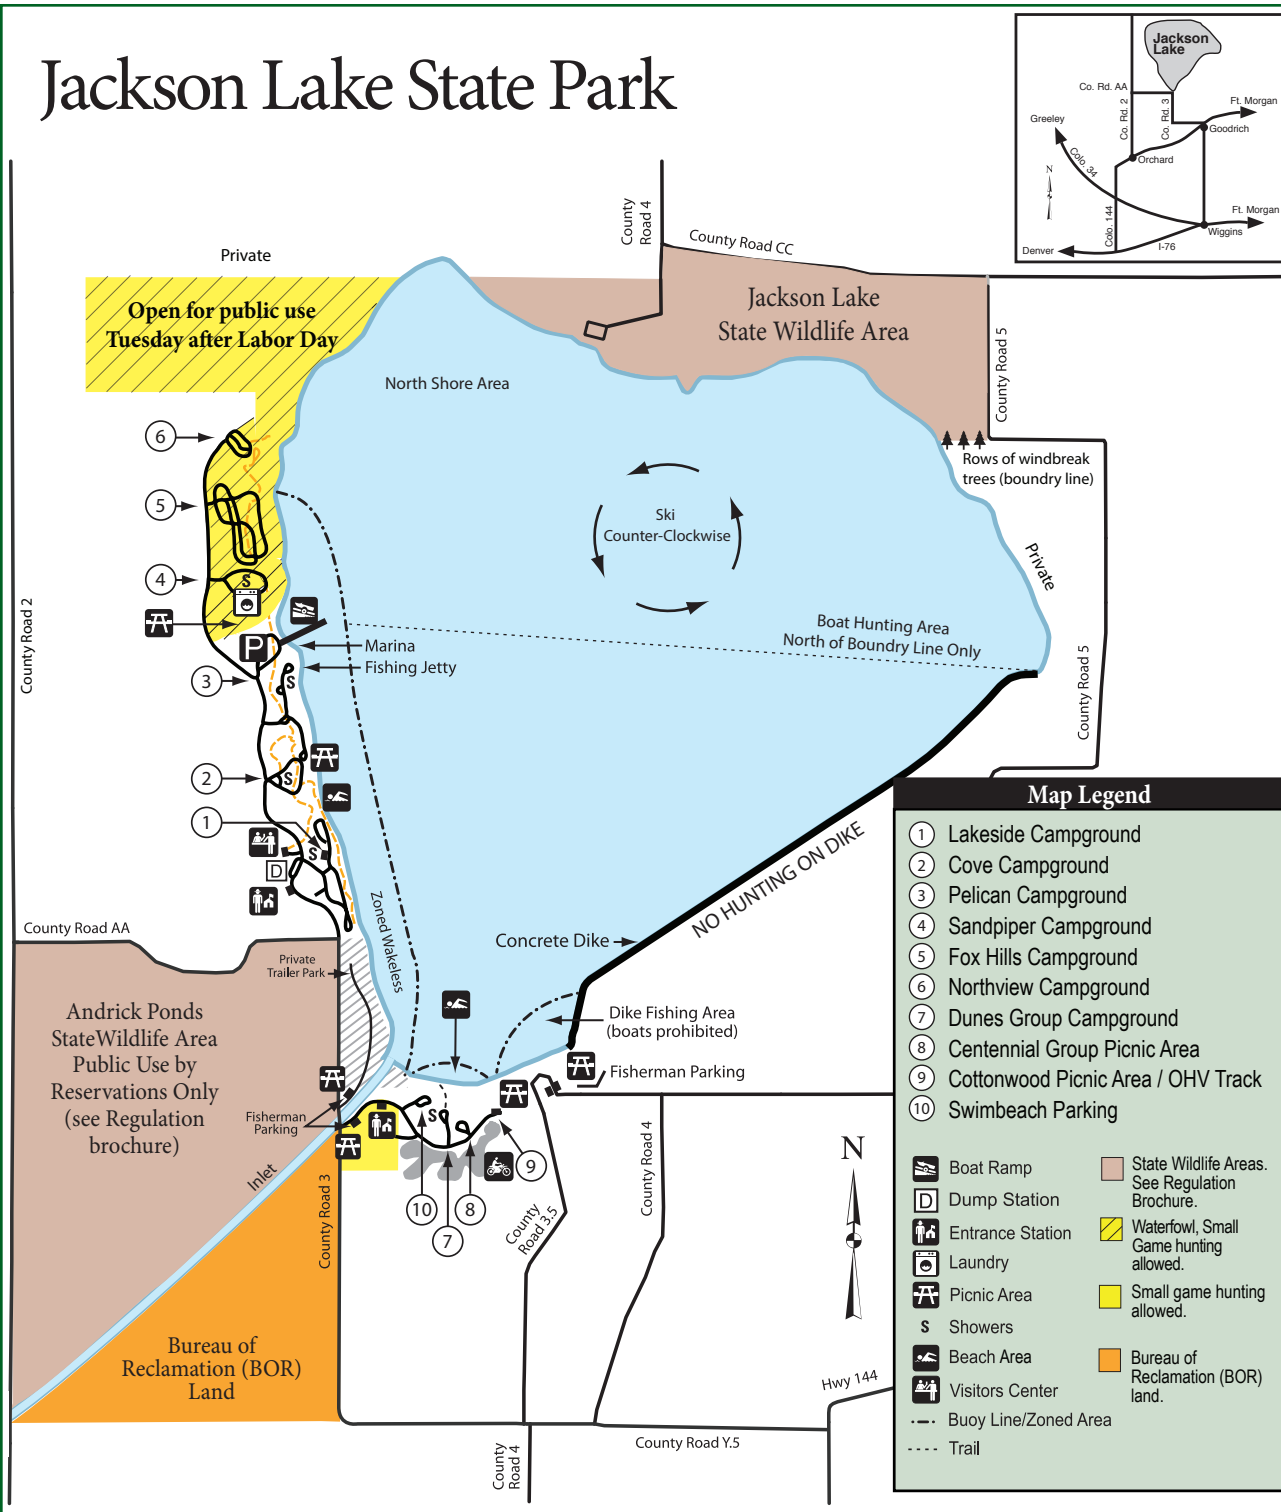 Jackson Lake State Park
Jackson
Lake
Co. Rd. AA
Co. Rd. 2
Co. Rd. 3
Ft. Morgan
Goodrich
Greeley
Orchard
Colo. 34
N
Colo. 144
Ft. Morgan
Wiggins
I-76
Denver
County
Road 4
County Road CC
Private
Open for public use
Tuesday after Labor Day
Jackson Lake
State Wildlife Area
North Shore Area
County Road 5
6
Rows of windbreak
trees (boundry line)
5
Ski
Counter-Clockwise
Private
4
S
County Road 2
P
Marina
Fishing Jetty
Boat Hunting Area
North of Boundry Line Only
3
S
County Road 5
2
S
1
S
D
NO HUNTING ON DIKE
Zoned Wakeless
County Road AA
Concrete Dike
Private
Trailer Park
Andrick Ponds
StateWildlife Area
Public Use by
Reservations Only
(see Regulation
brochure)
Dike Fishing Area
(boats prohibited)
Fisherman Parking
Fisherman
Parking
S
Inlet
County Road 3
9
10
8
7
County
Road 3.5
County Road 4
N
Bureau of
Reclamation (BOR)
Land
Hwy 144
County Road Y.5
County
Road 4
Map Legend
1 Lakeside Campground
2 Cove Campground
3 Pelican Campground
4 Sandpiper Campground
5 Fox Hills Campground
6 Northview Campground
7 Dunes Group Campground
8 Centennial Group Picnic Area
9 Cottonwood Picnic Area / OHV Track
10 Swimbeach Parking
Boat Ramp
D Dump Station
Entrance Station
Laundry
Picnic Area
S Showers
Beach Area
Visitors Center
Buoy Line/Zoned Area
Trail
State Wildlife Areas.
See Regulation
Brochure.
Waterfowl, Small
Game hunting
allowed.
Small game hunting
allowed.
Bureau of
Reclamation (BOR)
land.